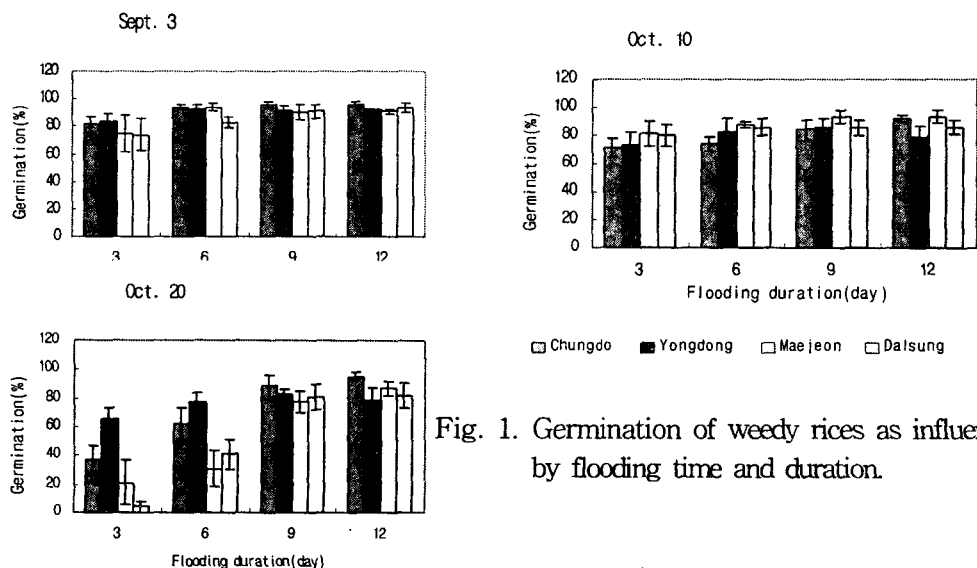 Sept. 3
Germination(%)
120
100
80
60
40
20
0
3 6 9 12
Oct. 10
Germination(%)
120
100
80
60
40
20
0
3 6 9 12
Flooding duration(day)
Chungdo Yongdong Maejeon Dalsung
Oct. 20
Germination(%)
120
100
80
60
40
20
0
3 6 9 12
Flooding duration(day)
Fig. 1. Germination of weedy rices as influe
by flooding time and duration.